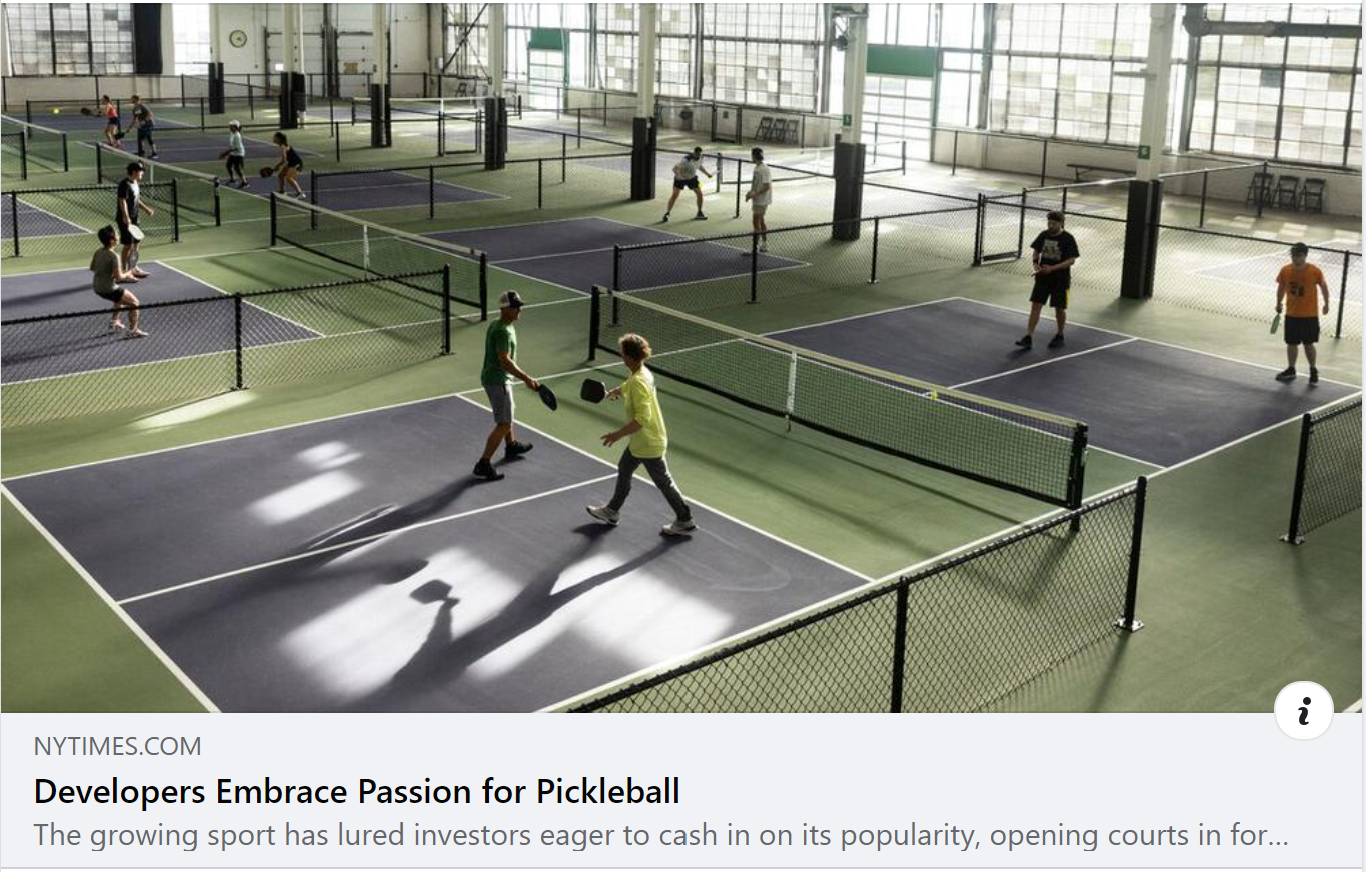 NYTIMES.COM
Developers Embrace Passion for Pickleball
The growing sport has lured investors eager to cash in on its popularity, opening courts in for...